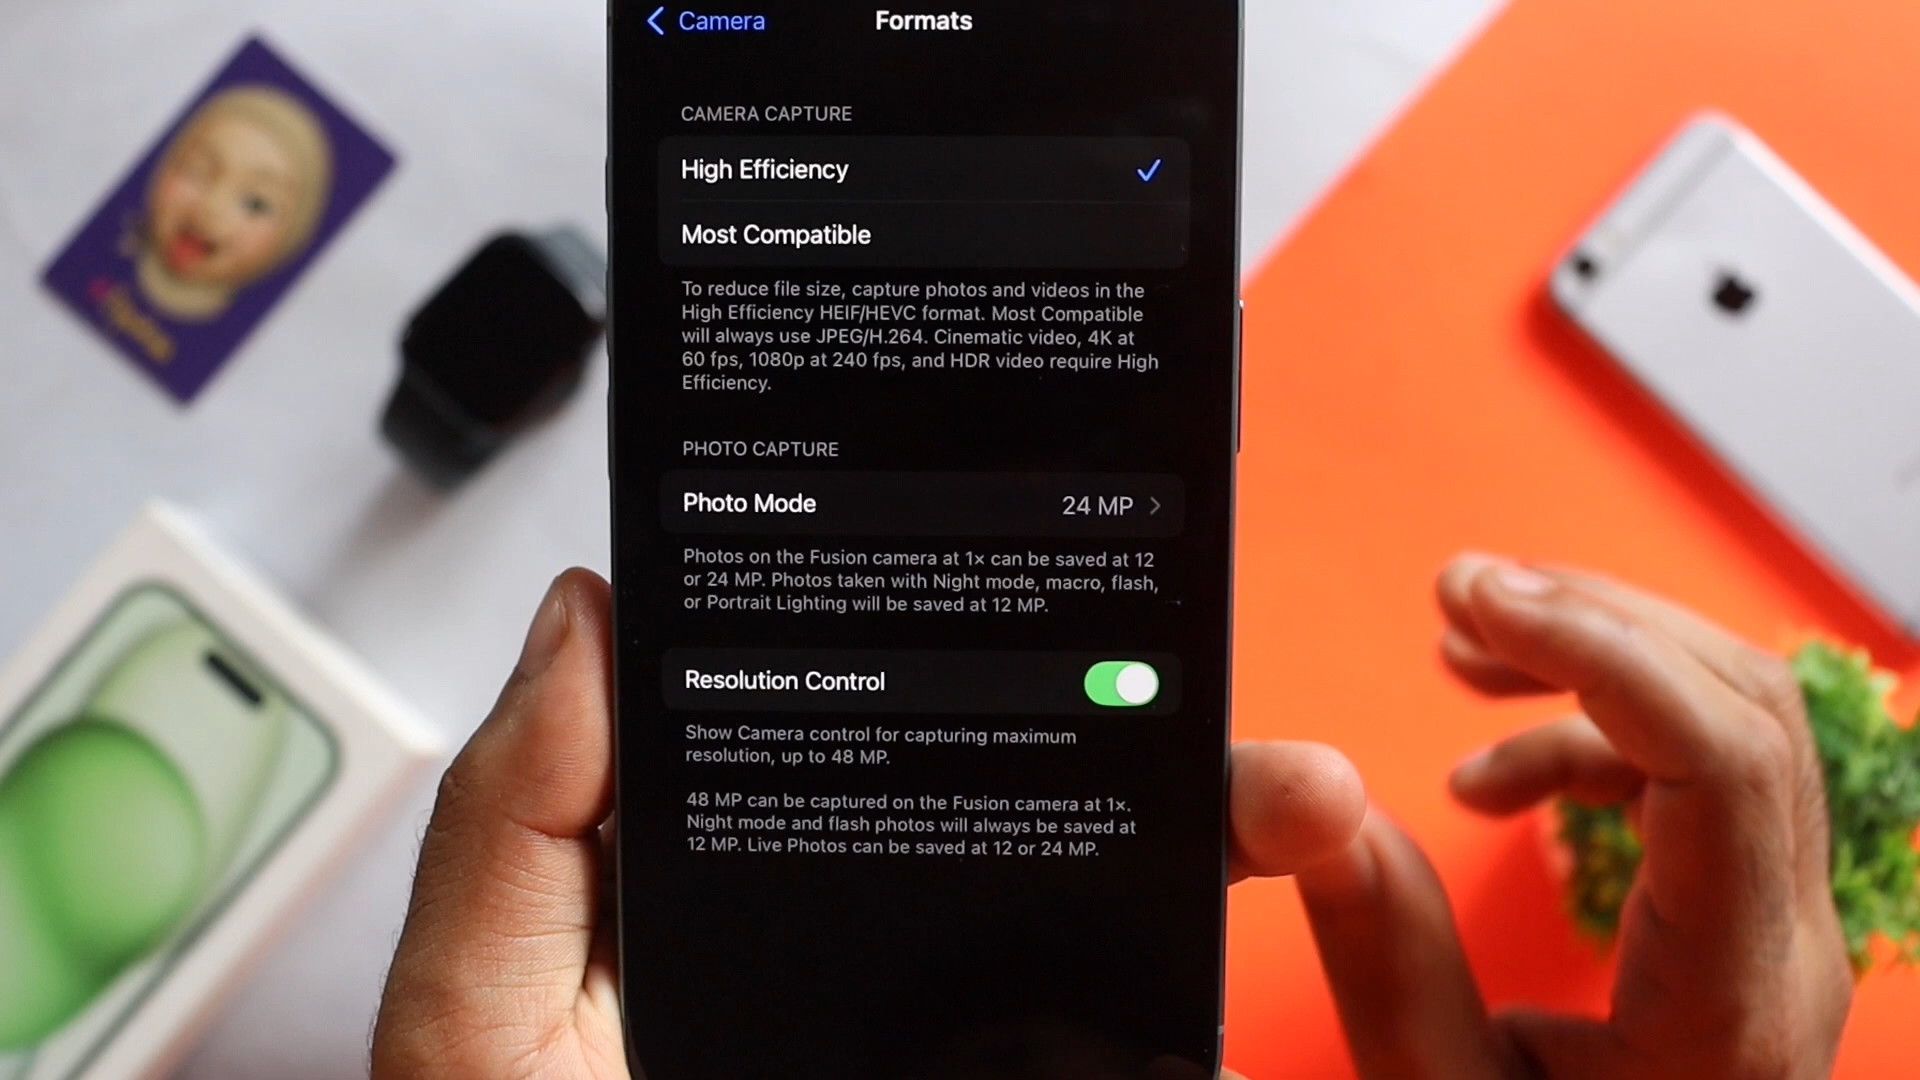 Camera
Formats
CAMERA CAPTURE
High Efficiency
Most Compatible
To reduce file size, capture photos and videos in the
High Efficiency HEIF/HEVC format. Most Compatible
will always use JPEG/H.264. Cinematic video, 4K at
60 fps, 1080p at 240 fps, and HDR video require High
Efficiency.
PHOTO CAPTURE
Photo Mode 24 MP
Photos on the Fusion camera at 1x can be saved at 12
or 24 MP. Photos taken with Night mode, macro, flash,
or Portrait Lighting will be saved at 12 MP.
Resolution Control
Show Camera control for capturing maximum
resolution, up to 48 MP.
48 MP can be captured on the Fusion camera at 1x.
Night mode and flash photos will always be saved at
12 MP. Live Photos can be saved at 12 or 24 MP.